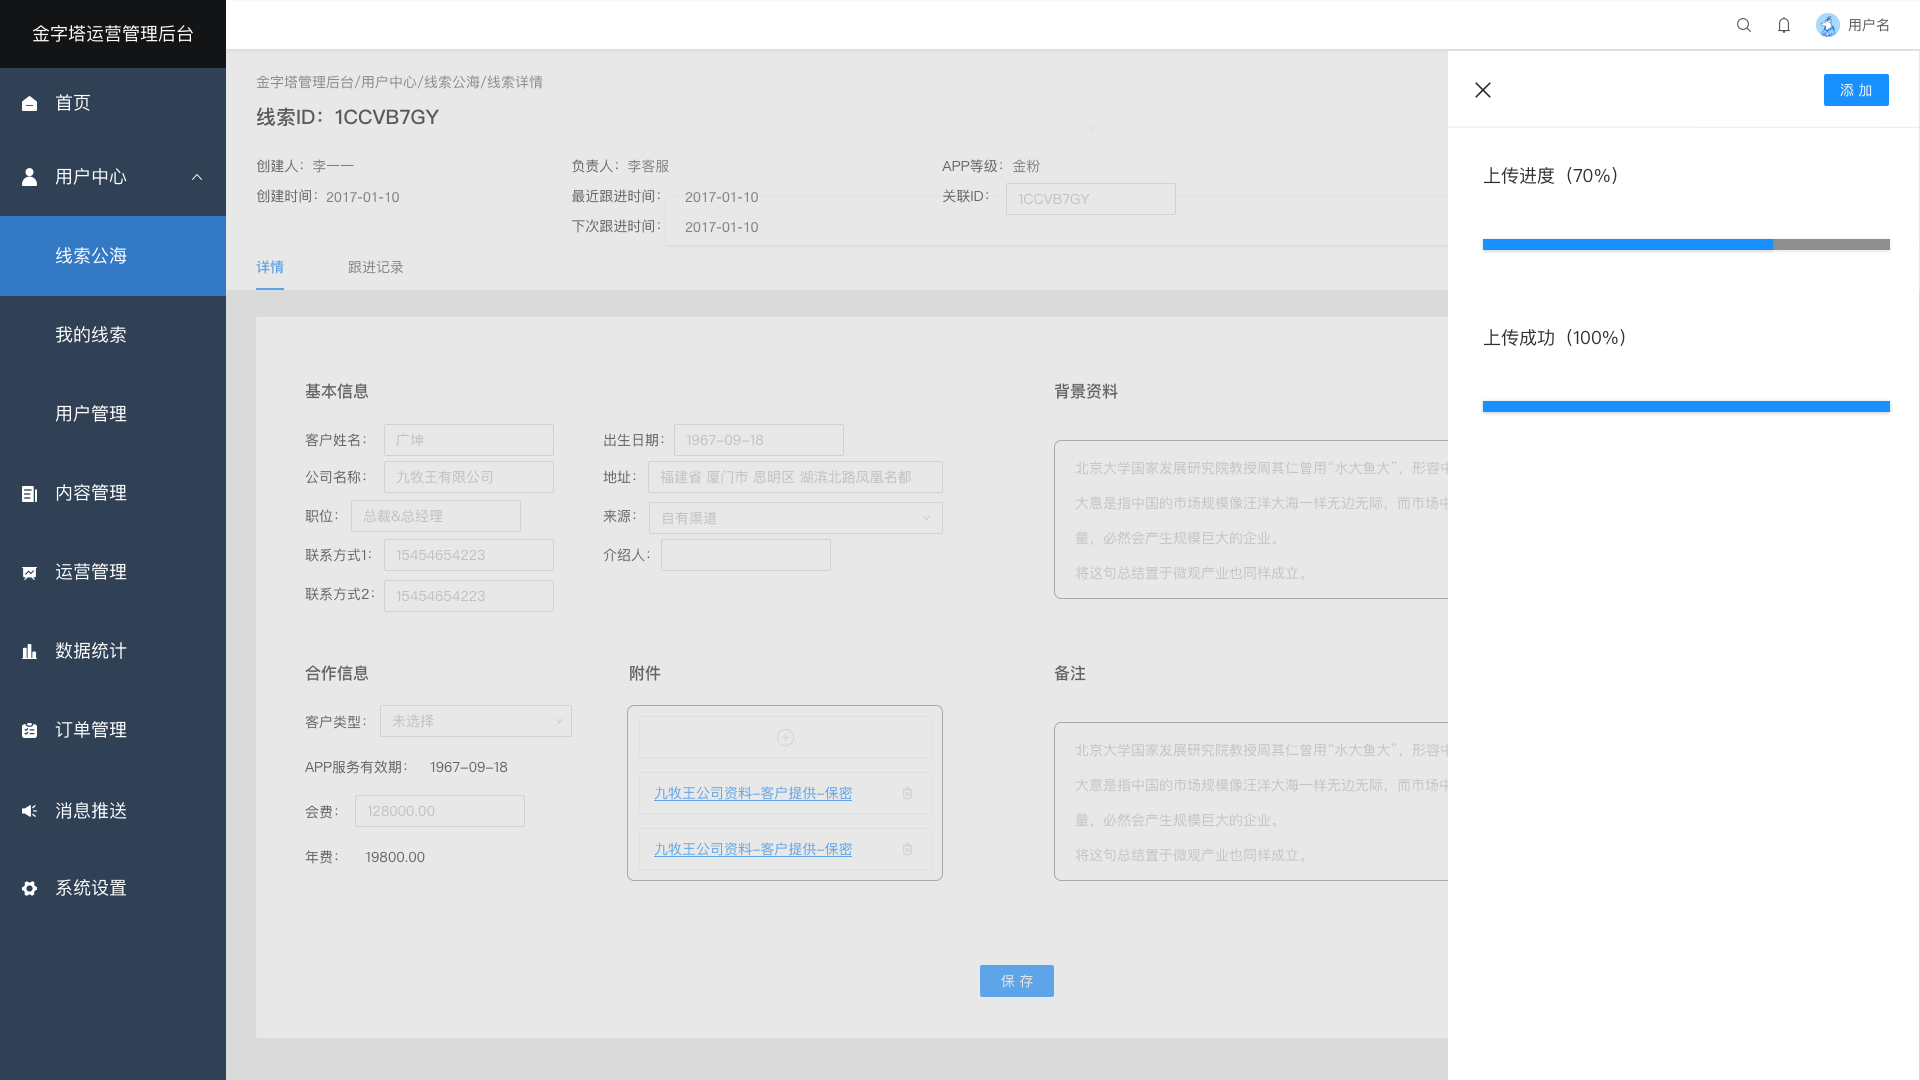 金字塔运营管理后台
用户名
首页
用户中心
线索公海
我的线索
用户管理
内容管理
运营管理
数据统计
订单管理
消息推送
系统设置
金字塔管理后台/用户中心/线索公海/线索详情
线索ID：1CCVB7GY
创建人：李一一
负责人：李客服
APP等级：金粉
创建时间：2017-01-10
最近跟进时间：2017-01-10
关联ID：1CCVB7GY
下次跟进时间：2017-01-10
详情
跟进记录
基本信息
客户姓名：广坤
出生日期：1967-09-18
公司名称：九牧王有限公司
地址：福建省 厦门市 思明区 湖滨北路凤凰名都
职位：总裁&总经理
来源：自有渠道
联系方式1：15454654223
介绍人：
联系方式2：15454654223
背景资料
北京大学国家发展研究院教授周其仁曾用“水大鱼大”，形容中
大意是指中国的市场规模像汪洋大海一样无边无际，而市场中
量，必然会产生规模巨大的企业。
将这句总结置于微观产业也同样成立。
合作信息
客户类型：未选择
APP服务有效期：1967-09-18
会费：128000.00
年费：19800.00
附件
九牧王公司资料-客户提供-保密
九牧王公司资料-客户提供-保密
备注
北京大学国家发展研究院教授周其仁曾用“水大鱼大”，形容中
大意是指中国的市场规模像汪洋大海一样无边无际，而市场中
量，必然会产生规模巨大的企业。
将这句总结置于微观产业也同样成立。
保 存
添 加
上传进度（70%）
上传成功（100%）